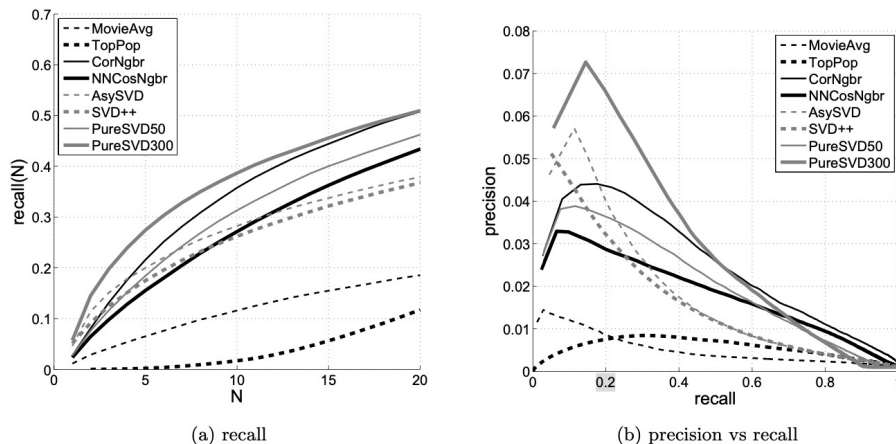 0.7
0.6
0.5
0.4
0.3
0.2
0.1
0
recall(N)
MovieAvg
TopPop
CorNgbr
NNCosNgbr
AsySVD
SVD++
PureSVD50
PureSVD300
0 5 10 15 20
N
(a) recall
0.08
0.07
0.06
0.05
0.04
0.03
0.02
0.01
0
precision
MovieAvg
TopPop
CorNgbr
NNCosNgbr
AsySVD
SVD++
PureSVD50
PureSVD300
0 0.2 0.4 0.6 0.8
recall
(b) precision vs recall